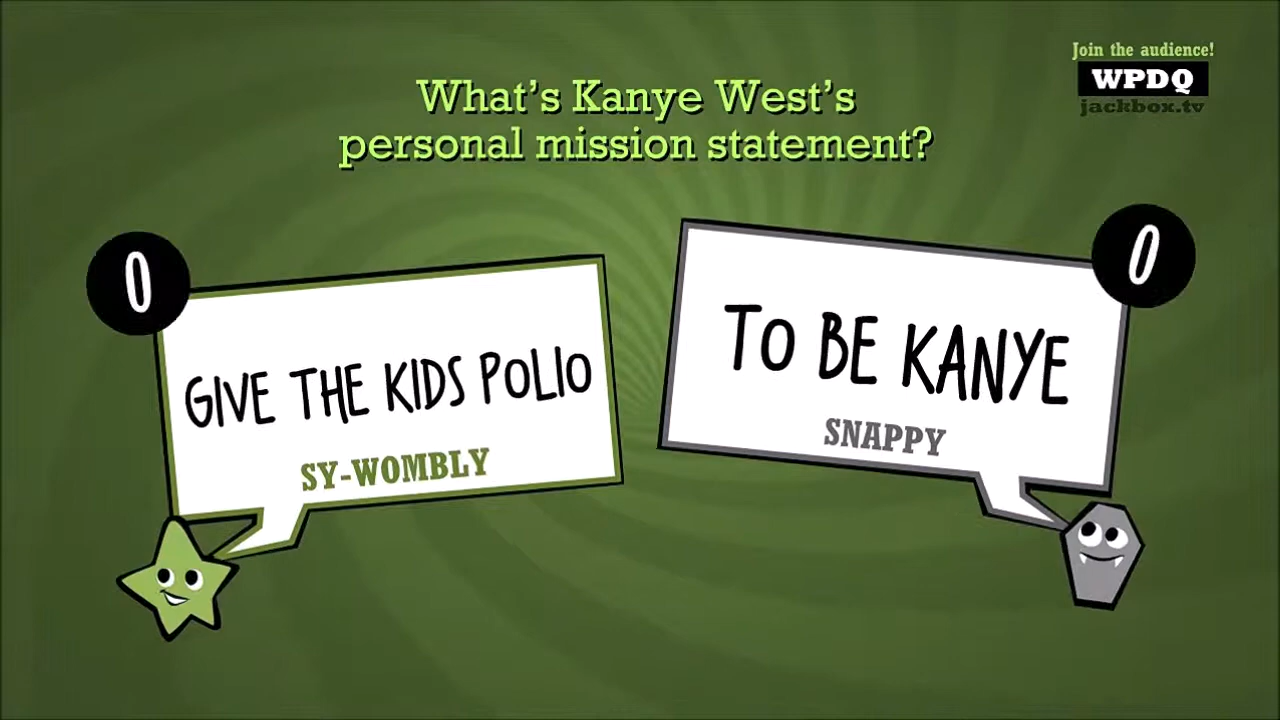 Join the audience!
WPDQ
jackbox.tv
What's Kanye West's
personal mission statement?
0
GIVE THE KIDS POLIO
SY-WOMBLY
0
TO BE KANYE
SNAPPY